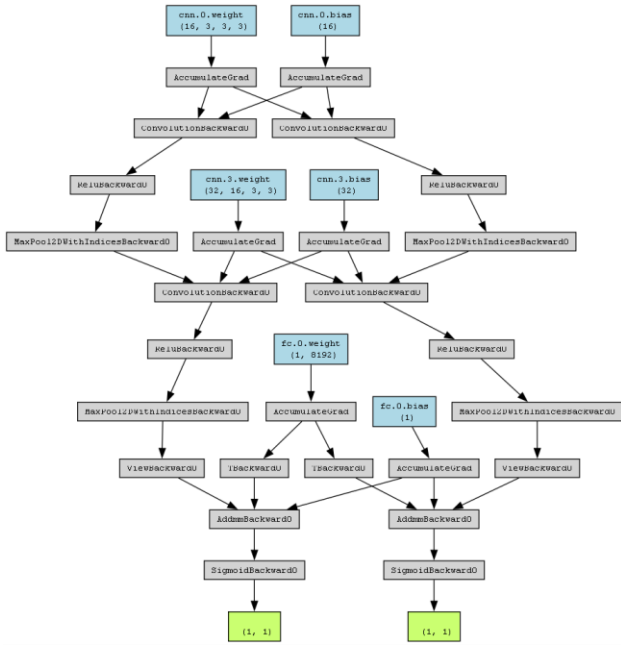 cnn.0.weight
(16, 3, 3, 3)
cnn.0.bias
(16)
AccumulateGrad
AccumulateGrad
ConvolutionBackward0
ConvolutionBackward0
ReluBackward0
cnn.3.weight
(32, 16, 3, 3)
cnn.3.bias
(32)
ReluBackward0
MaxPool2DWithIndicesBackward0
AccumulateGrad
AccumulateGrad
MaxPool2DWithIndicesBackward0
ConvolutionBackward0
ConvolutionBackward0
ReluBackward0
fc.0.weight
(1, 8192)
ReluBackward0
MaxPool2DWithIndicesBackward0
AccumulateGrad
fc.0.bias
(1)
MaxPool2DWithIndicesBackward0
ViewBackward0
TBackward0
TBackward0
AccumulateGrad
ViewBackward0
AddmmBackward0
AddmmBackward0
SigmoidBackward0
SigmoidBackward0
(1, 1)
(1, 1)